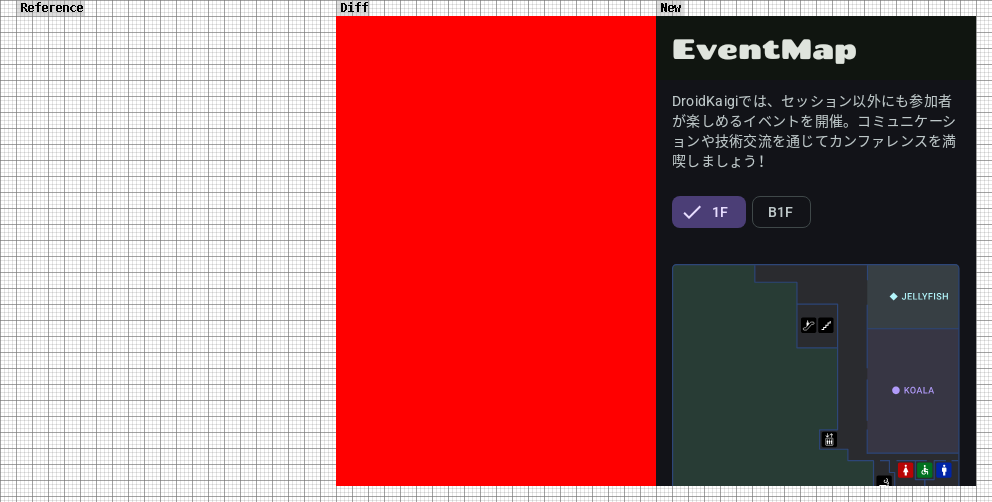 Reference
Diff
New
EventMap
DroidKaigiでは、セッション以外にも参加者
が楽しめるイベントを開催。コミュニケーシ
ョンや技術交流を通じてカンファレンスを満
喫しましょう！
1F
B1F
JELLYFISH
KOALA